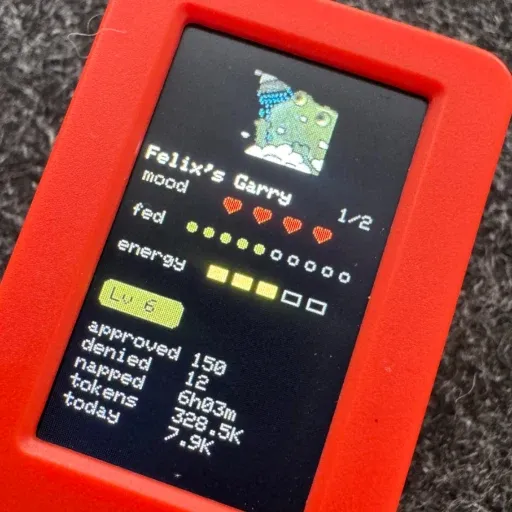 Felix's Garry
mood 1/2
fed
energy
Lv 6
approved 150
denied 12
napped 6h03m
tokens 328.5K
today 7.9K